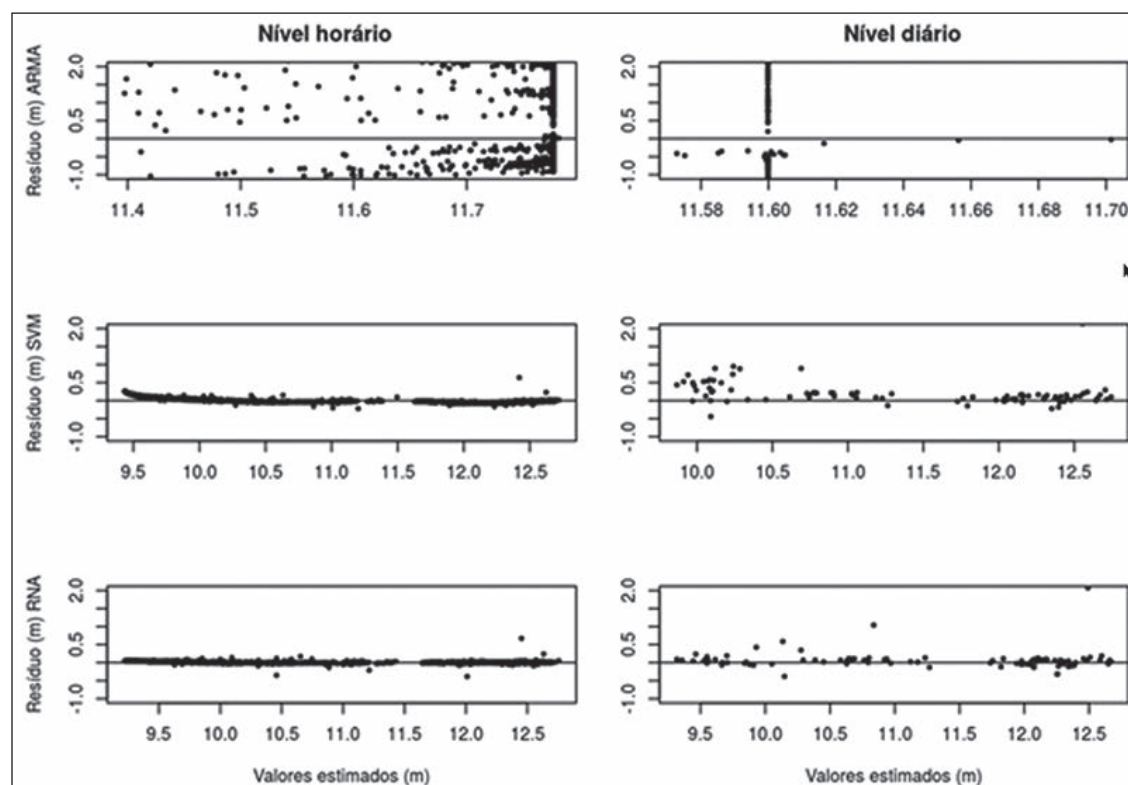 Nível horário
Nível diário
Resíduo (m) ARMA
2.0
0.5
-1.0
11.4 11.5 11.6 11.7
2.0
0.5
-1.0
11.58 11.60 11.62 11.64 11.66 11.68 11.70
Resíduo (m) SVM
2.0
0.5
-1.0
9.5 10.0 10.5 11.0 11.5 12.0 12.5
2.0
0.5
-1.0
10.0 10.5 11.0 11.5 12.0 12.5
Resíduo (m) RNA
2.0
0.5
-1.0
9.5 10.0 10.5 11.0 11.5 12.0 12.5
Valores estimados (m)
2.0
0.5
-1.0
9.5 10.0 10.5 11.0 11.5 12.0 12.5
Valores estimados (m)